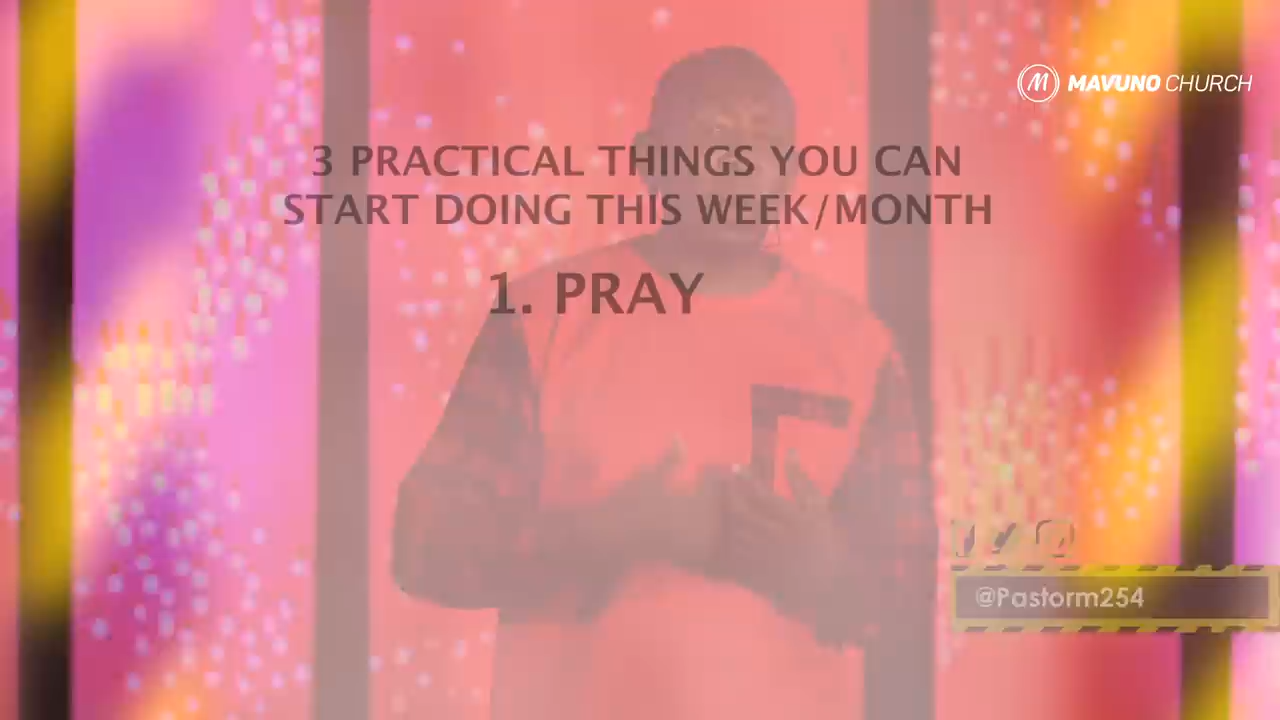 MAVUNO CHURCH
3 PRACTICAL THINGS YOU CAN
START DOING THIS WEEK/MONTH
1. PRAY
@Pastorm254